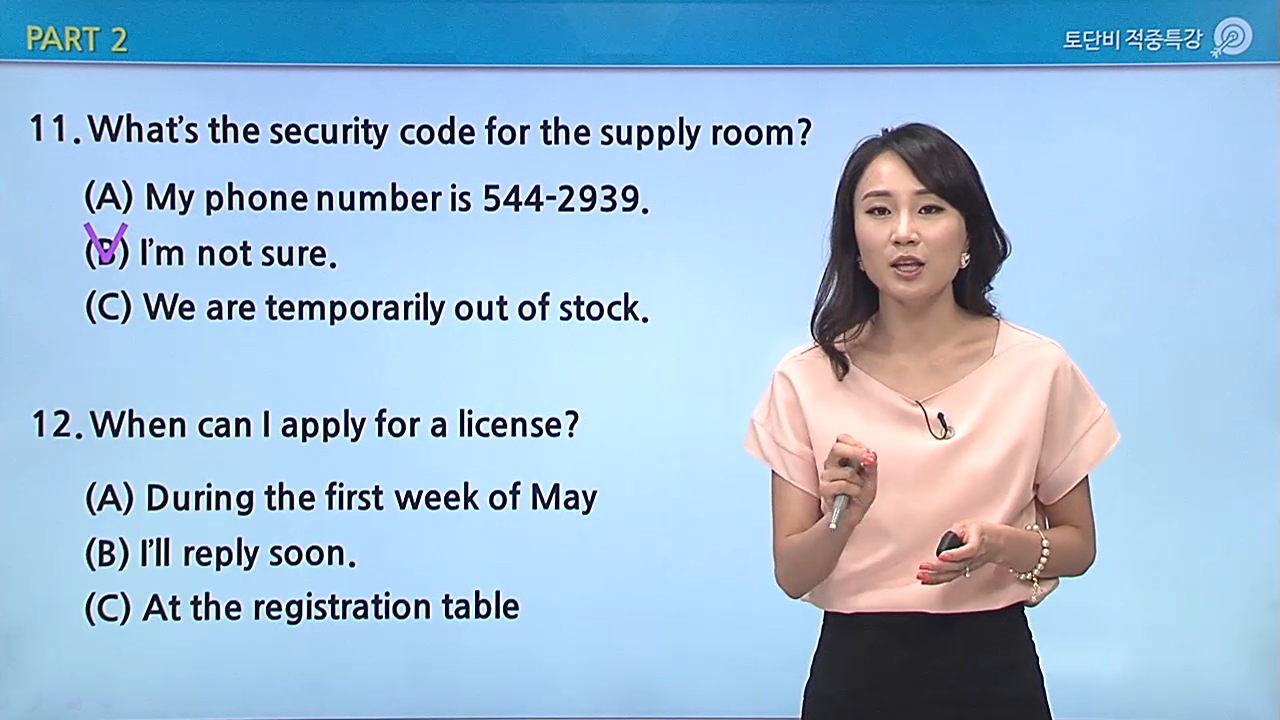 PART 2
토단비 적중특강
11. What's the security code for the supply room?
(A) My phone number is 544-2939.
(B) I'm not sure.
(C) We are temporarily out of stock.
12. When can I apply for a license?
(A) During the first week of May
(B) I'll reply soon.
(C) At the registration table